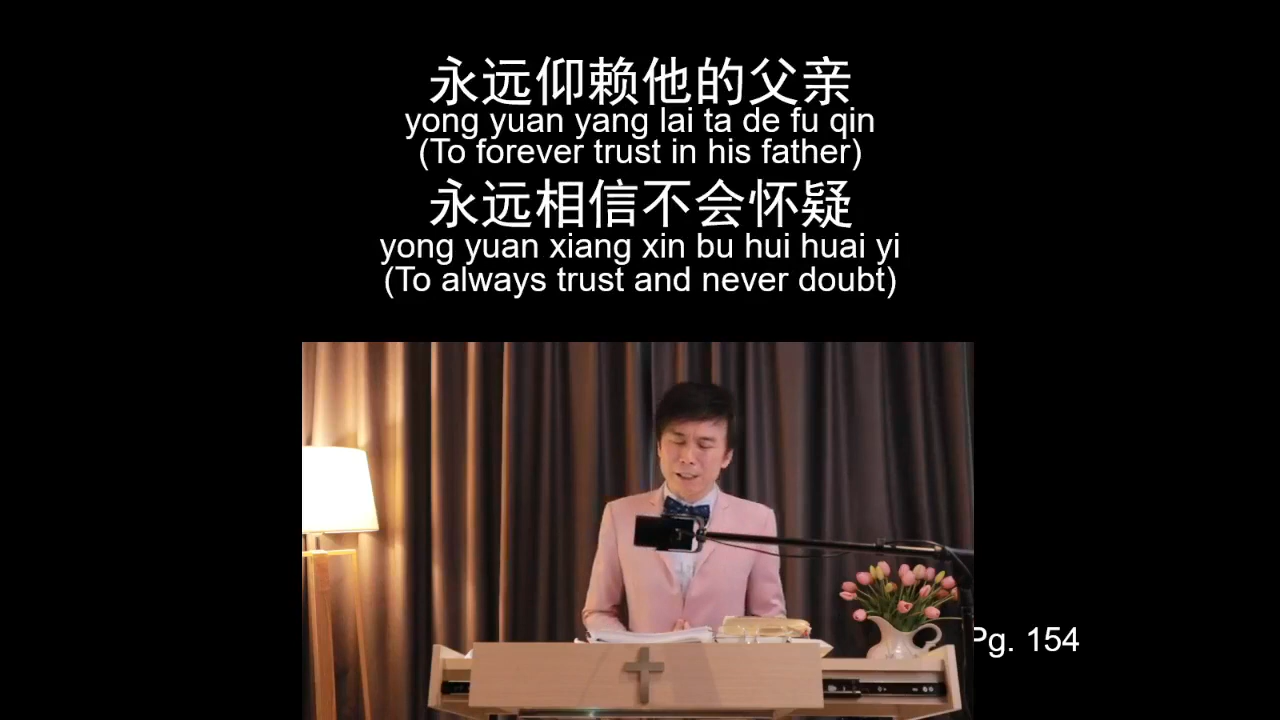 永远仰赖他的父亲
yong yuan yang lai ta de fu qin
(To forever trust in his father)
永远相信不会怀疑
yong yuan xiang xin bu hui huai yi
(To always trust and never doubt)
Pg. 154